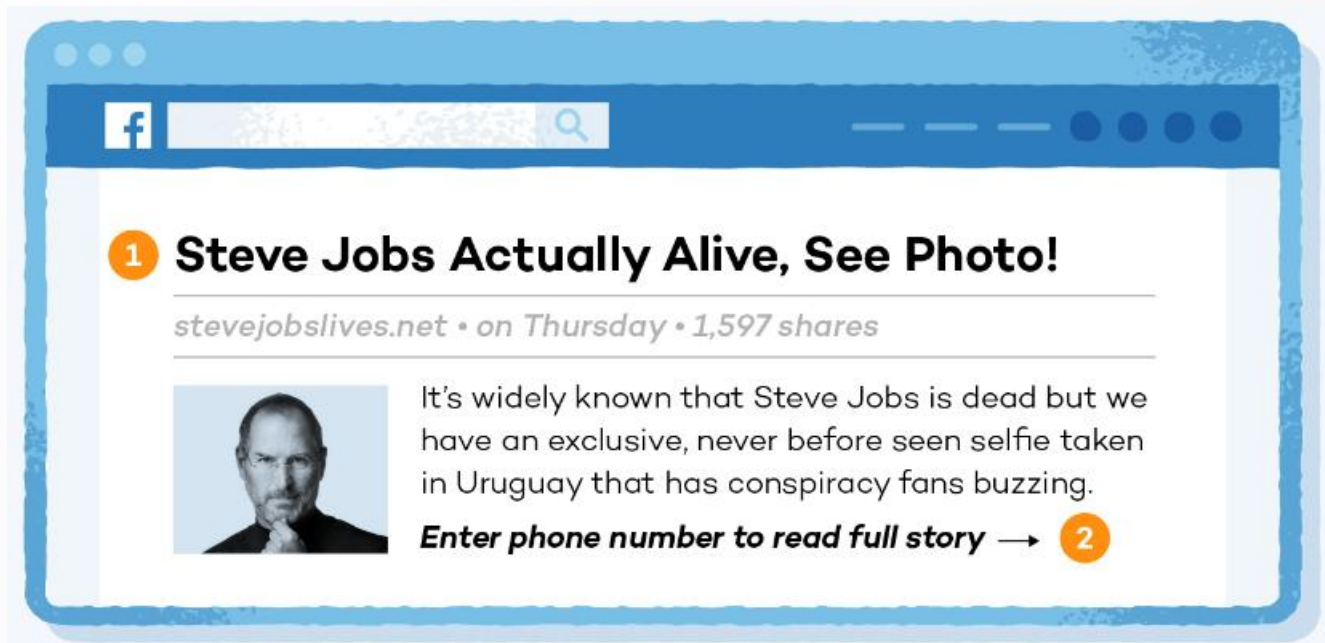 f
1 Steve Jobs Actually Alive, See Photo!
stevejobslives.net • on Thursday • 1,597 shares
It's widely known that Steve Jobs is dead but we
have an exclusive, never before seen selfie taken
in Uruguay that has conspiracy fans buzzing.
Enter phone number to read full story → 2